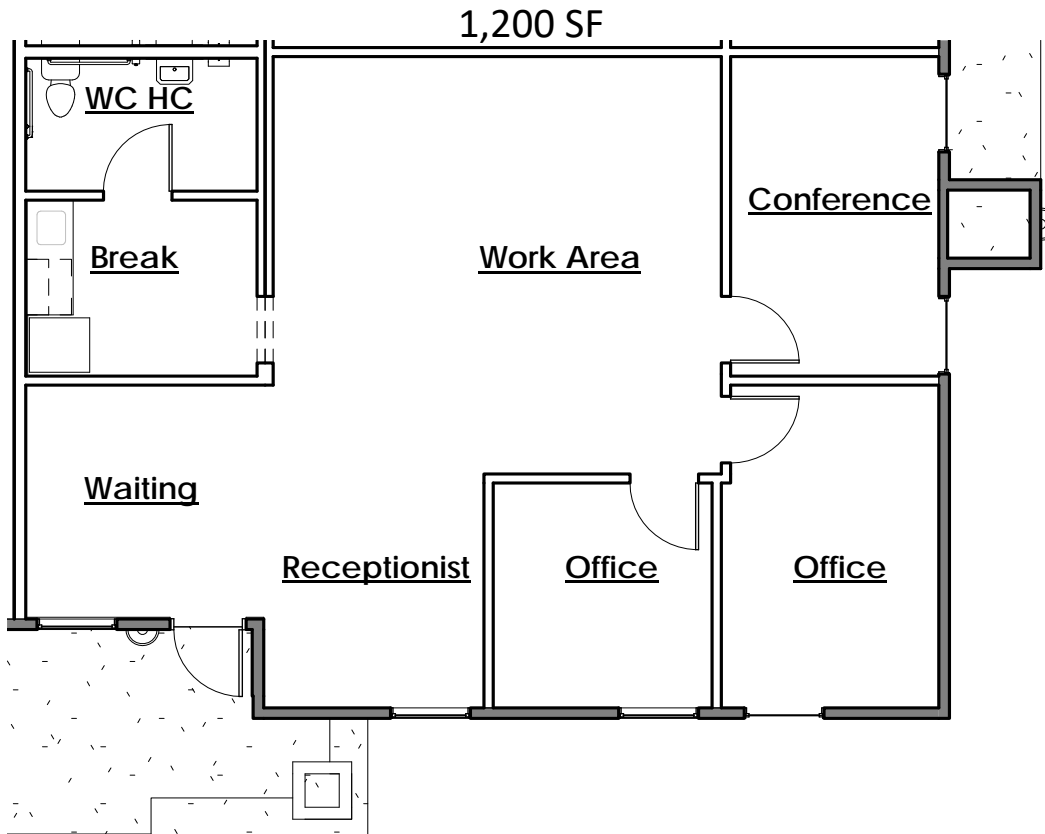 1,200 SF
WC HC
Conference
Break
Work Area
Waiting
Receptionist
Office
Office